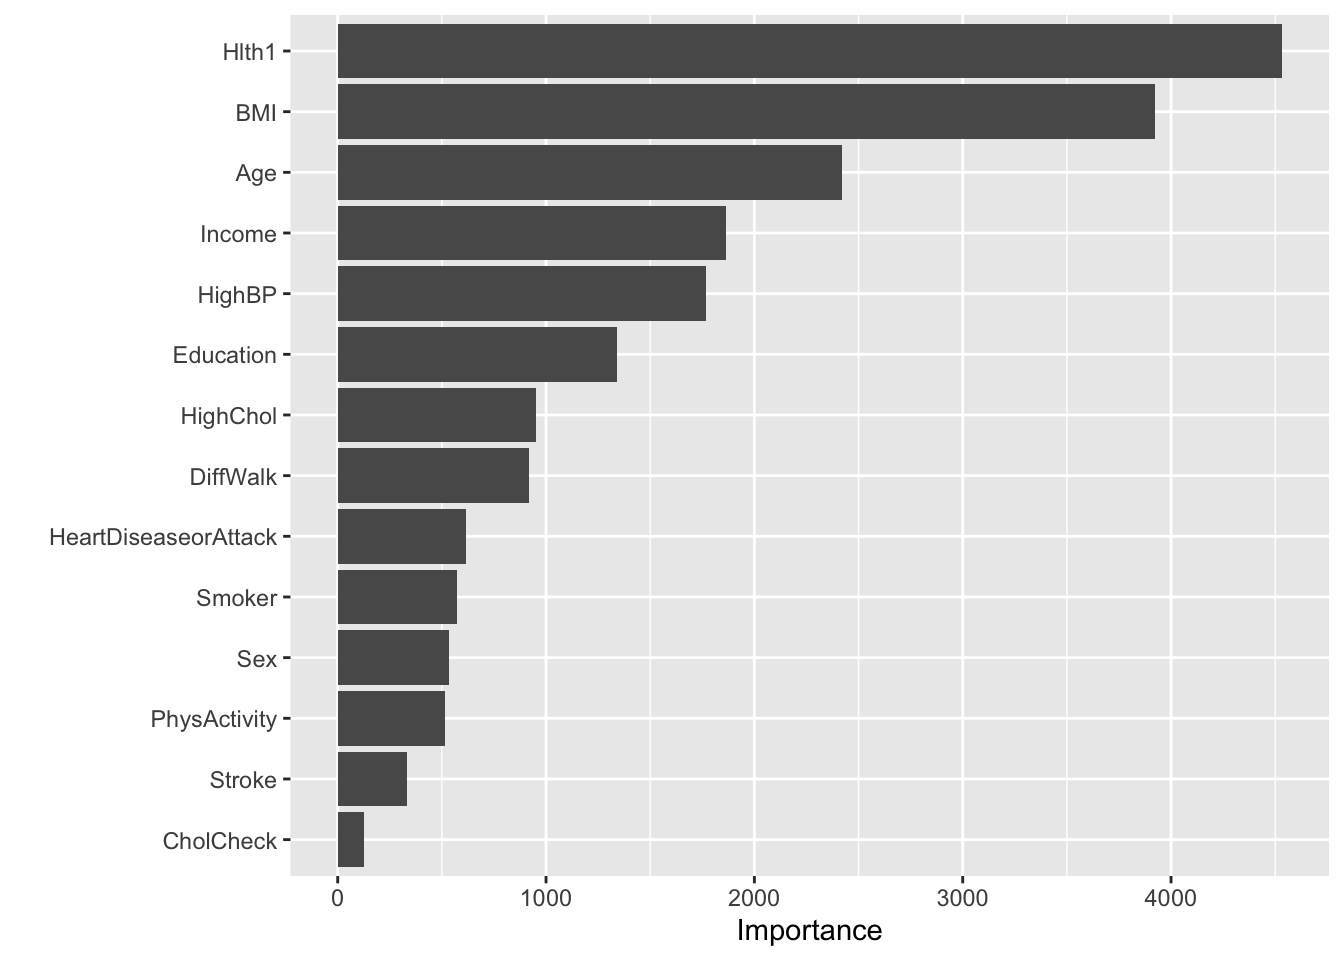 Hlth1
BMI
Age
Income
HighBP
Education
HighChol
DiffWalk
HeartDiseaseorAttack
Smoker
Sex
PhysActivity
Stroke
CholCheck
0 1000 2000 3000 4000
Importance